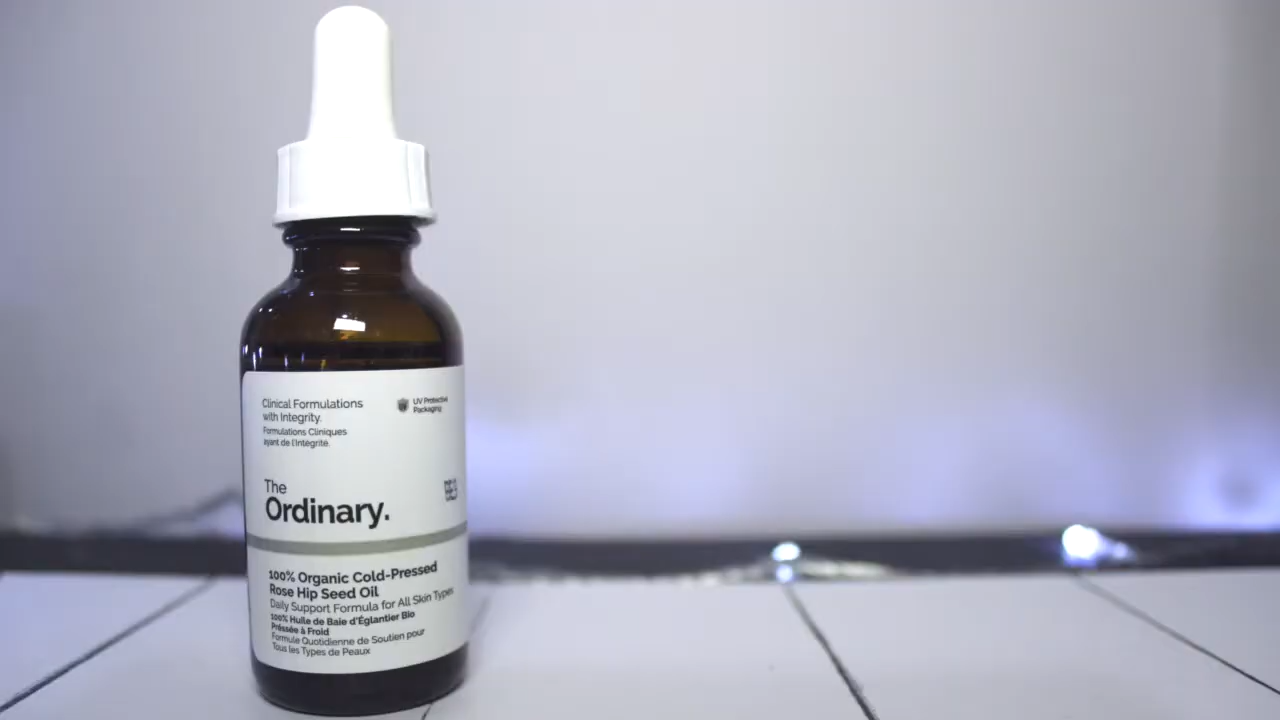 Clinical Formulations
with Integrity.
Formulations Cliniques
ayant de l'Intégrité.
UV Protective
Packaging
The
Ordinary.
100% Organic Cold-Pressed
Rose Hip Seed Oil
Daily Support Formula for All Skin Types
100% Huile de Baie d'Églantier Bio
Préssée à Froid
Formule Quotidienne de Soutien pour
Tous les Types de Peaux